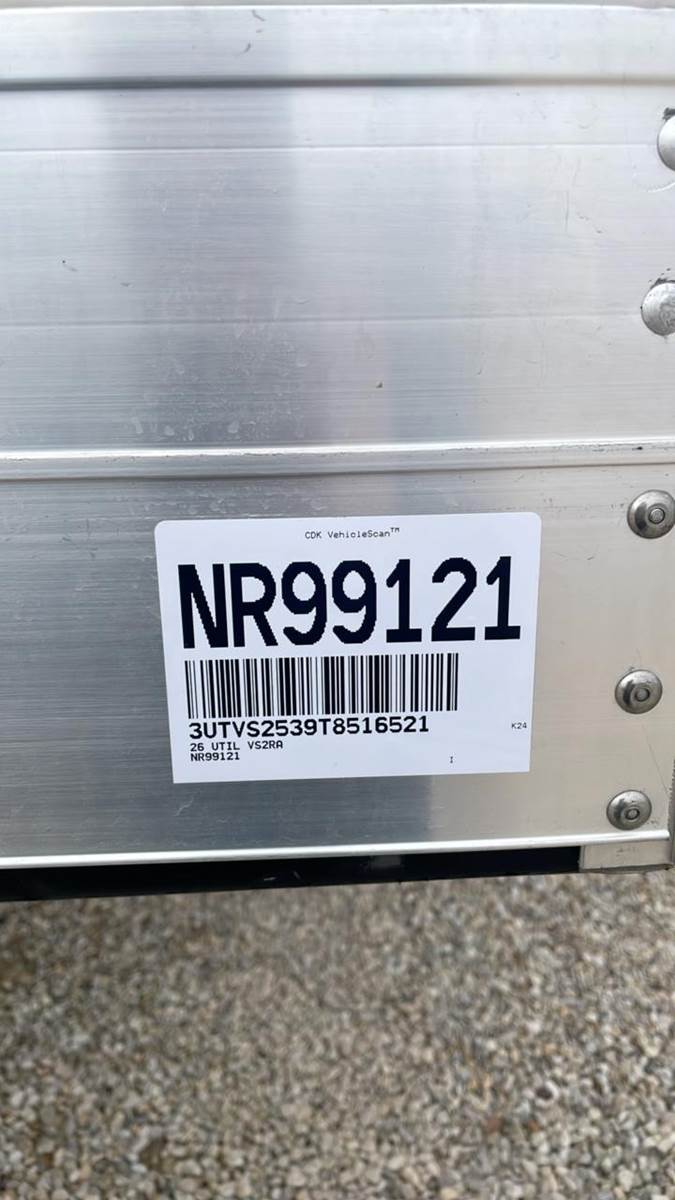 CDK VehicleScan™
NR99121
3UTVS2539T8516521
K24
26 UTIL VS2RA
NR99121
I